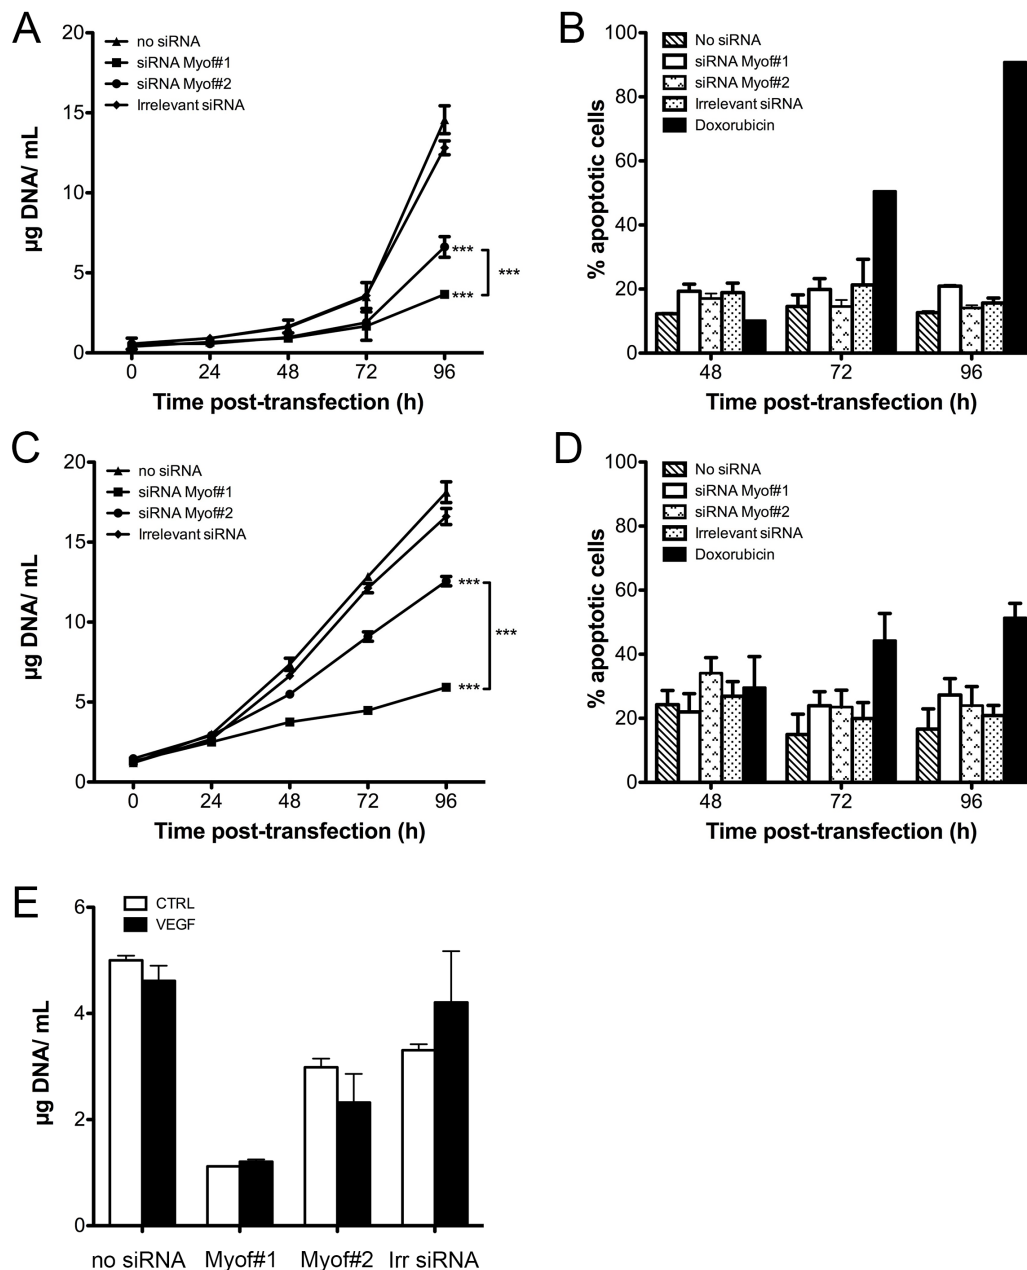 A
20
15
10
5
0
µg DNA/ mL
no siRNA
siRNA Myof#1
siRNA Myof#2
Irrelevant siRNA
***
***
***
0 24 48 72 96
Time post-transfection (h)
B
100
80
60
40
20
0
% apoptotic cells
No siRNA
siRNA Myof#1
siRNA Myof#2
Irrelevant siRNA
Doxorubicin
48 72 96
Time post-transfection (h)
C
20
15
10
5
0
µg DNA/ mL
no siRNA
siRNA Myof#1
siRNA Myof#2
Irrelevant siRNA
***
***
***
0 24 48 72 96
Time post-transfection (h)
D
100
80
60
40
20
0
% apoptotic cells
No siRNA
siRNA Myof#1
siRNA Myof#2
Irrelevant siRNA
Doxorubicin
48 72 96
Time post-transfection (h)
E
6
4
2
0
µg DNA/ mL
CTRL
VEGF
no siRNA Myof#1 Myof#2 Irr siRNA